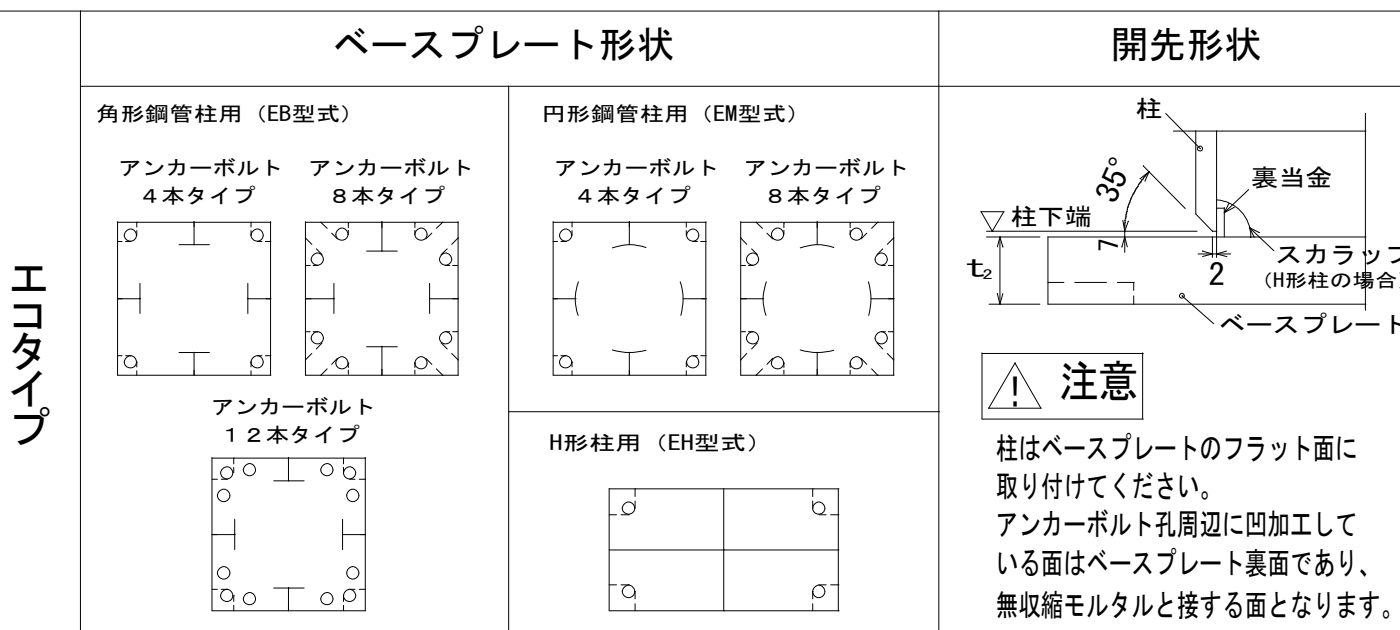 エコタイプ
ベースプレート形状
開先形状
角形鋼管柱用（EB型式）
アンカーボルト
４本タイプ
アンカーボルト
８本タイプ
アンカーボルト
１２本タイプ
円形鋼管柱用（EM型式）
アンカーボルト
４本タイプ
アンカーボルト
８本タイプ
H形柱用（EH型式）
柱
35°
裏当金
▽柱下端
7
t₂
2
スカラップ
（H形柱の場合）
ベースプレート
! 注意
柱はベースプレートのフラット面に
取り付けてください。
アンカーボルト孔周辺に凹加工して
いる面はベースプレート裏面であり、
無収縮モルタルと接する面となります。